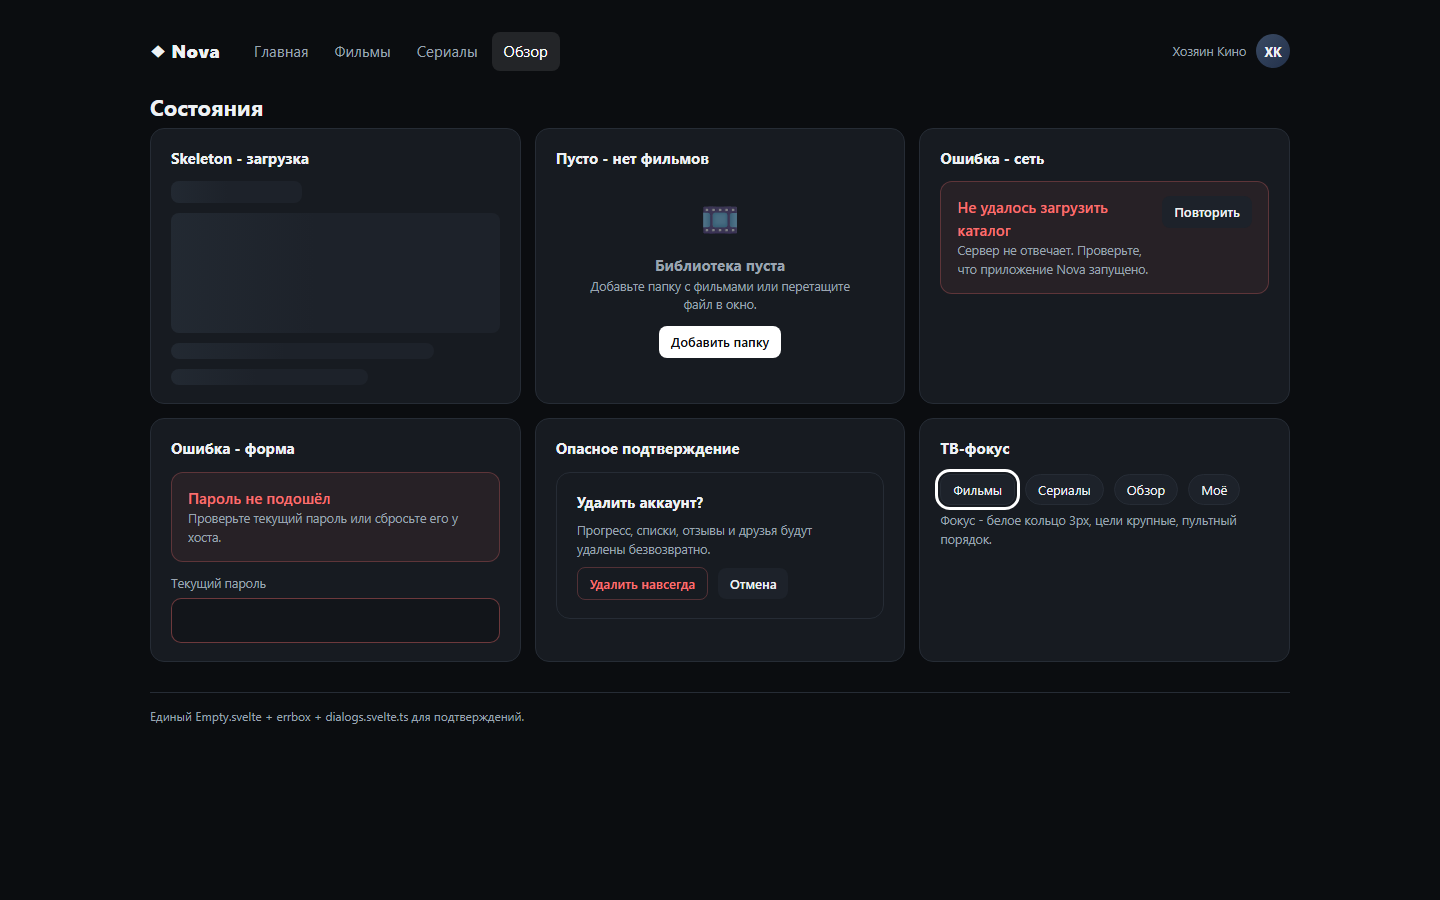 Nova
Главная
Фильмы
Сериалы
Обзор
Хозяин Кино
ХК
Состояния
Skeleton - загрузка
Пусто - нет фильмов
Библиотека пуста
Добавьте папку с фильмами или перетащите
файл в окно.
Добавить папку
Ошибка - сеть
Не удалось загрузить
каталог
Сервер не отвечает. Проверьте,
что приложение Nova запущено.
Повторить
Ошибка - форма
Пароль не подошёл
Проверьте текущий пароль или сбросьте его у
хоста.
Текущий пароль
Опасное подтверждение
Удалить аккаунт?
Прогресс, списки, отзывы и друзья будут
удалены безвозвратно.
Удалить навсегда
Отмена
ТВ-фокус
Фильмы
Сериалы
Обзор
Моё
Фокус - белое кольцо 3px, цели крупные, пультный
порядок.
Единый Empty.svelte + errbox + dialogs.svelte.ts для подтверждений.